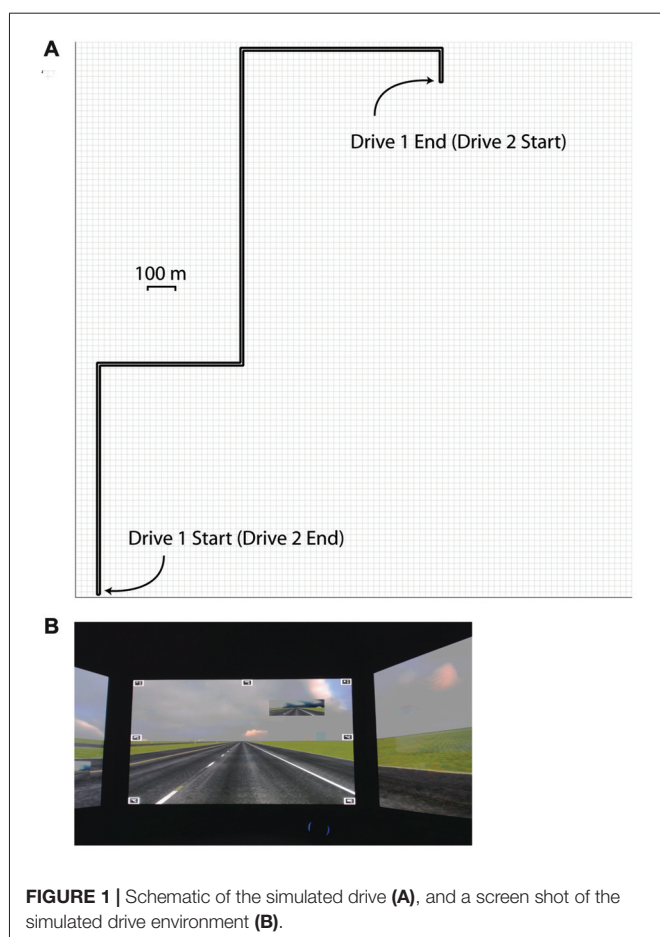 A
Drive 1 End (Drive 2 Start)
100 m
Drive 1 Start (Drive 2 End)
B
FIGURE 1 | Schematic of the simulated drive (A), and a screen shot of the
simulated drive environment (B).